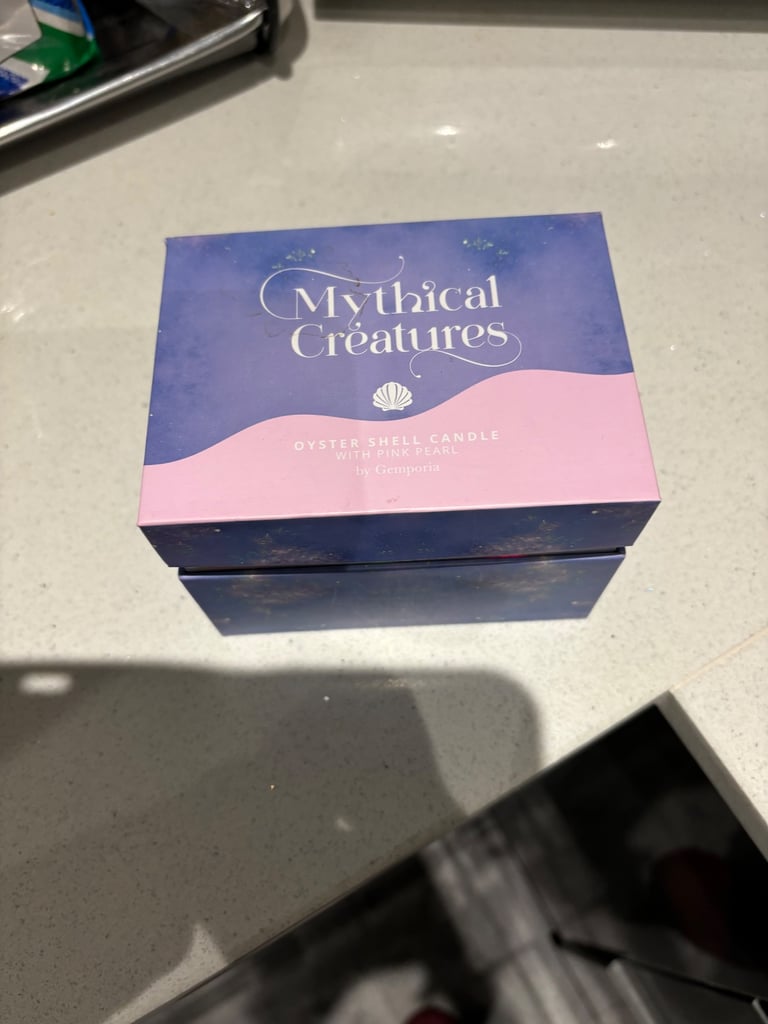 Mythical
Creatures
OYSTER SHELL CANDLE
WITH PINK PEARL
by Gemporia